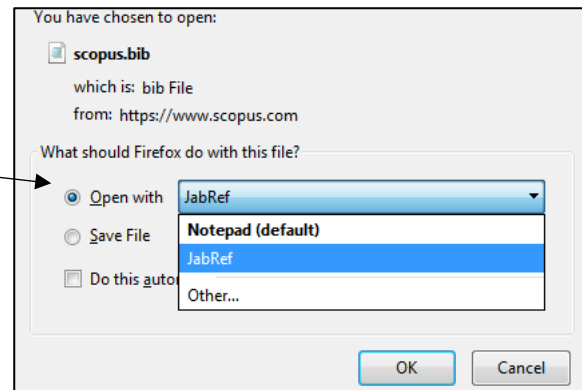 You have chosen to open:
scopus.bib
which is: bib File
from: https://www.scopus.com
What should Firefox do with this file?
Open with JabRef
Notepad (default)
Save File
JabRef
Do this
Other...
OK Cancel